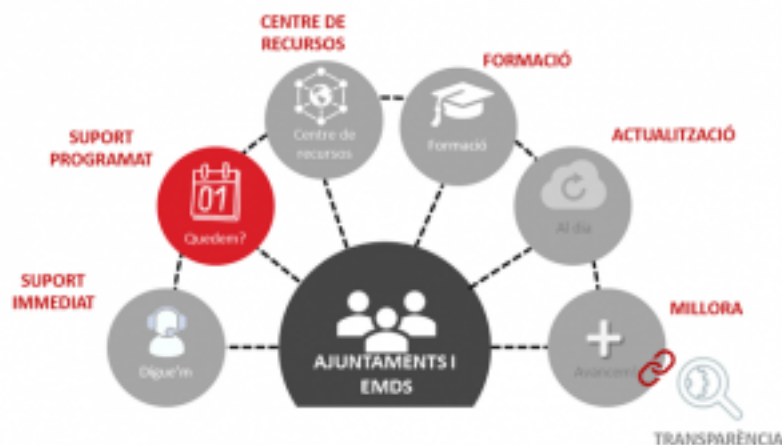 CENTRE DE
RECURSOS
FORMACIÓ
Centre de
recursos
Formació
ACTUALITZACIÓ
SUPORT
PROGRAMAT
01
Quedem?
Al dia
SUPORT
IMMEDIAT
MILLORA
Digue'm
AJUNTAMENTS I
EMDS
TRANSPARÈNCIA